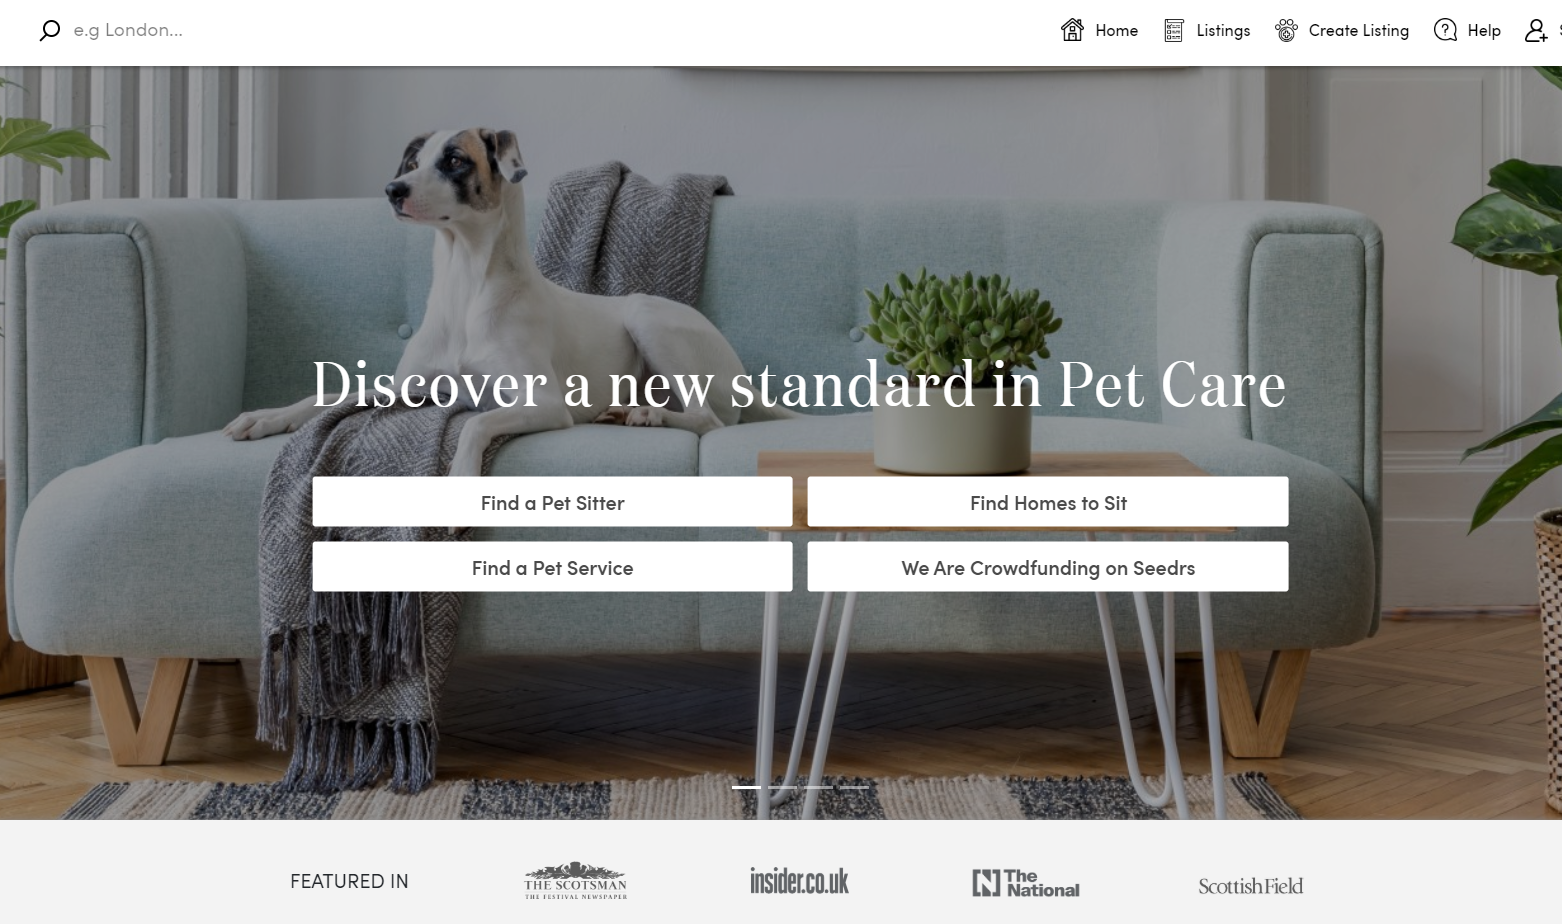 e.g London...
Home
Listings
Create Listing
Help
Discover a new standard in Pet Care
Find a Pet Sitter
Find Homes to Sit
Find a Pet Service
We Are Crowdfunding on Seedrs
FEATURED IN
THE SCOTSMAN
THE FESTIVAL NEWSPAPER
insider.co.uk
The
National
ScottishField